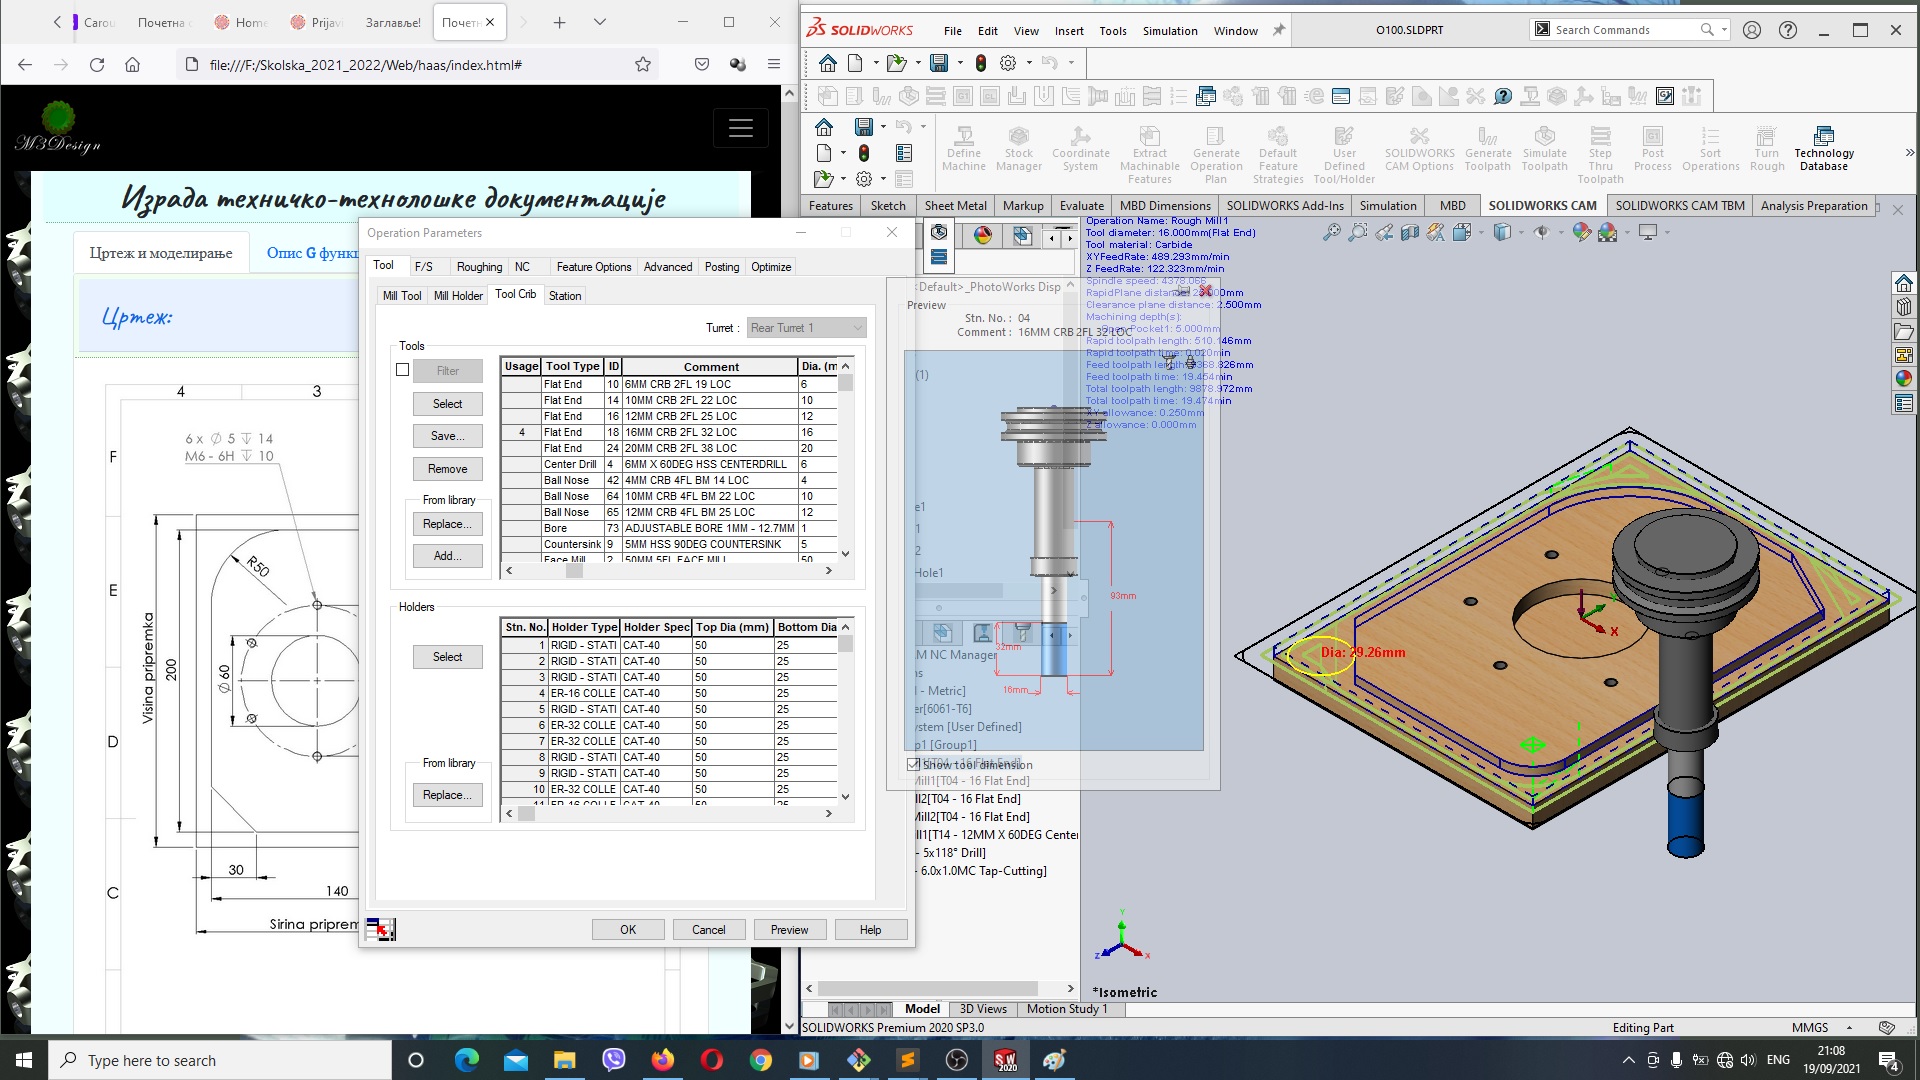 Carou
Почетна
Home
Prijavi
Заглавље!
Почетн
file:///F:/Skolska_2021_2022/Web/haas/index.html#
M3Design
Израда техничко-технолошке документације
Цртеж и моделирање
Опис G функц
Цртеж:
4
3
6 x Ø 5 ↧ 14
M6 - 6H ↧ 10
F
E
D
C
R50
Visina pripremka
200
Ø 60
30
140
Sirina priprem
Operation Parameters
Tool F/S Roughing NC Feature Options Advanced Posting Optimize
Mill Tool Mill Holder Tool Crib Station
Turret : Rear Turret 1
Tools
Filter
Select
Save...
Remove
From library
Replace...
Add...
Usage Tool Type ID Comment Dia. (m
Flat End 10 6MM CRB 2FL 19 LOC 6
Flat End 14 10MM CRB 2FL 22 LOC 10
Flat End 16 12MM CRB 2FL 25 LOC 12
4 Flat End 18 16MM CRB 2FL 32 LOC 16
Flat End 24 20MM CRB 2FL 38 LOC 20
Center Drill 4 6MM X 60DEG HSS CENTERDRILL 6
Ball Nose 42 4MM CRB 4FL BM 14 LOC 4
Ball Nose 64 10MM CRB 4FL BM 22 LOC 10
Ball Nose 65 12MM CRB 4FL BM 25 LOC 12
Bore 73 ADJUSTABLE BORE 1MM - 12.7MM 1
Countersink 9 5MM HSS 90DEG COUNTERSINK 5
Face Mill 2 50MM 5FL FACE MILL 50
Holders
Select
From library
Replace...
Stn. No. Holder Type Holder Spec Top Dia (mm) Bottom Dia
1 RIGID - STATI CAT-40 50 25
2 RIGID - STATI CAT-40 50 25
3 RIGID - STATI CAT-40 50 25
4 ER-16 COLLE CAT-40 50 25
5 RIGID - STATI CAT-40 50 25
6 ER-32 COLLE CAT-40 50 25
7 ER-32 COLLE CAT-40 50 25
8 RIGID - STATI CAT-40 50 25
9 RIGID - STATI CAT-40 50 25
10 ER-32 COLLE CAT-40 50 25
11 ER-16 COLLE CAT-40 50 25
OK Cancel Preview Help
SOLIDWORKS
File Edit View Insert Tools Simulation Window
O100.SLDPRT
Search Commands
Define Machine
Stock Manager
Coordinate System
Extract Machinable Features
Generate Operation Plan
Default Feature Strategies
User Defined Tool/Holder
SOLIDWORKS CAM Options
Generate Toolpath
Simulate Toolpath
Step Thru Toolpath
Post Process
Sort Operations
Turn Rough
Technology Database
Features Sketch Sheet Metal Markup Evaluate MBD Dimensions SOLIDWORKS Add-Ins Simulation MBD SOLIDWORKS CAM SOLIDWORKS CAM TBM Analysis Preparation
Operation Name: Rough Mill1
Tool diameter: 16.000mm(Flat End)
Tool material: Carbide
XYFeedRate: 489.293mm/min
Z FeedRate: 122.323mm/min
Spindle speed: 4378.066
RapidPlane distance: 25.000mm
Clearance plane distance: 2.500mm
Machining depth(s):
Open Pocket1: 5.000mm
Rapid toolpath length: 510.146mm
Rapid toolpath time: 0.020min
Feed toolpath length: 9368.826mm
Feed toolpath time: 19.454min
Total toolpath length: 9878.972mm
Total toolpath time: 19.474min
XY allowance: 0.250mm
Z allowance: 0.000mm
<Default>_PhotoWorks Disp
Preview
Stn. No. : 04
Comment : 16MM CRB 2FL 32 LOC
(1)
Hole1
93mm
32mm
16mm
Show tool dimension
M NC Manager
l - Metric]
er[6061-T6]
ystem [User Defined]
p1 [Group1]
Mill1[T04 - 16 Flat End]
Mill2[T04 - 16 Flat End]
ill1[T14 - 12MM X 60DEG Center
- 5x118° Drill]
- 6.0x1.0MC Tap-Cutting]
Dia: 29.26mm
X
Y
Z
X
*Isometric
Model 3D Views Motion Study 1
SOLIDWORKS Premium 2020 SP3.0
Editing Part
MMGS
Type here to search
ENG
21:08
19/09/2021
4